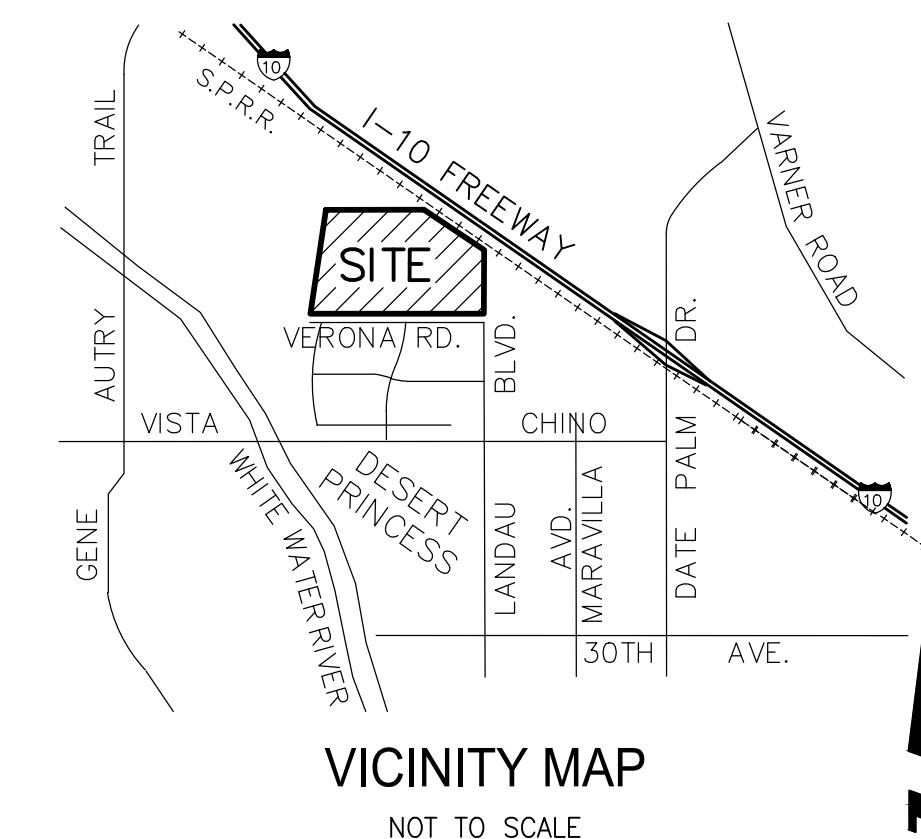 10
S.P.R.R.
I-10 FREEWAY
VARNER ROAD
GENE AUTRY TRAIL
SITE
VERONA RD.
LANDAU BLVD.
DATE PALM DR.
VISTA CHINO
WHITE WATER RIVER
DESERT
PRINCESS
AVD.
MARAVILLA
10
30TH AVE.
VICINITY MAP
NOT TO SCALE